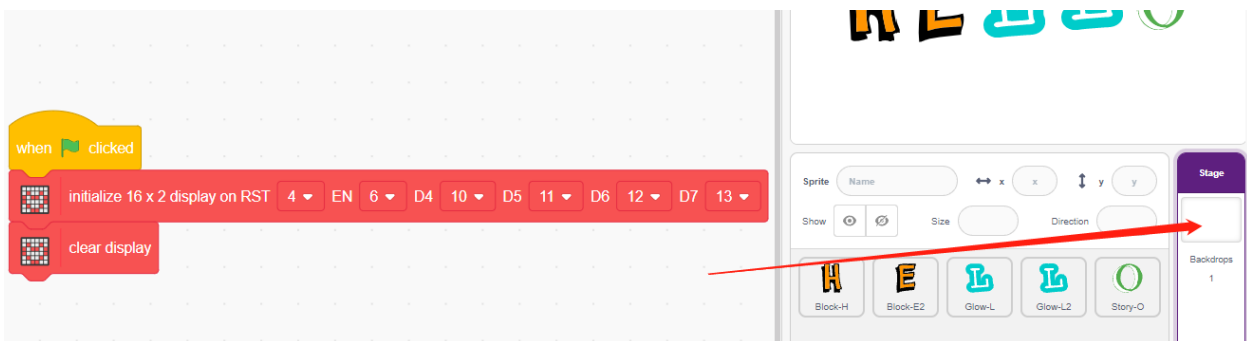 H E L L O
when clicked
initialize 16 x 2 display on RST 4 EN 6 D4 10 D5 11 D6 12 D7 13
clear display
Sprite Name x x y y
Show Size Direction
Stage
Backdrops
1
H E L L O
Block-H Block-E2 Glow-L Glow-L2 Story-O